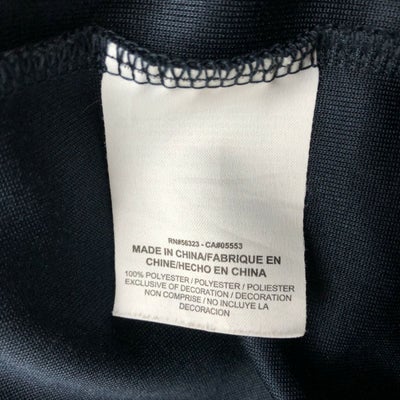 RN#56323 - CA#05553
MADE IN CHINA/FABRIQUE EN
CHINE/HECHO EN CHINA
100% POLYESTER / POLYESTER / POLIESTER
EXCLUSIVE OF DECORATION / DECORATION
NON COMPRISE / NO INCLUYE LA
DECORACION